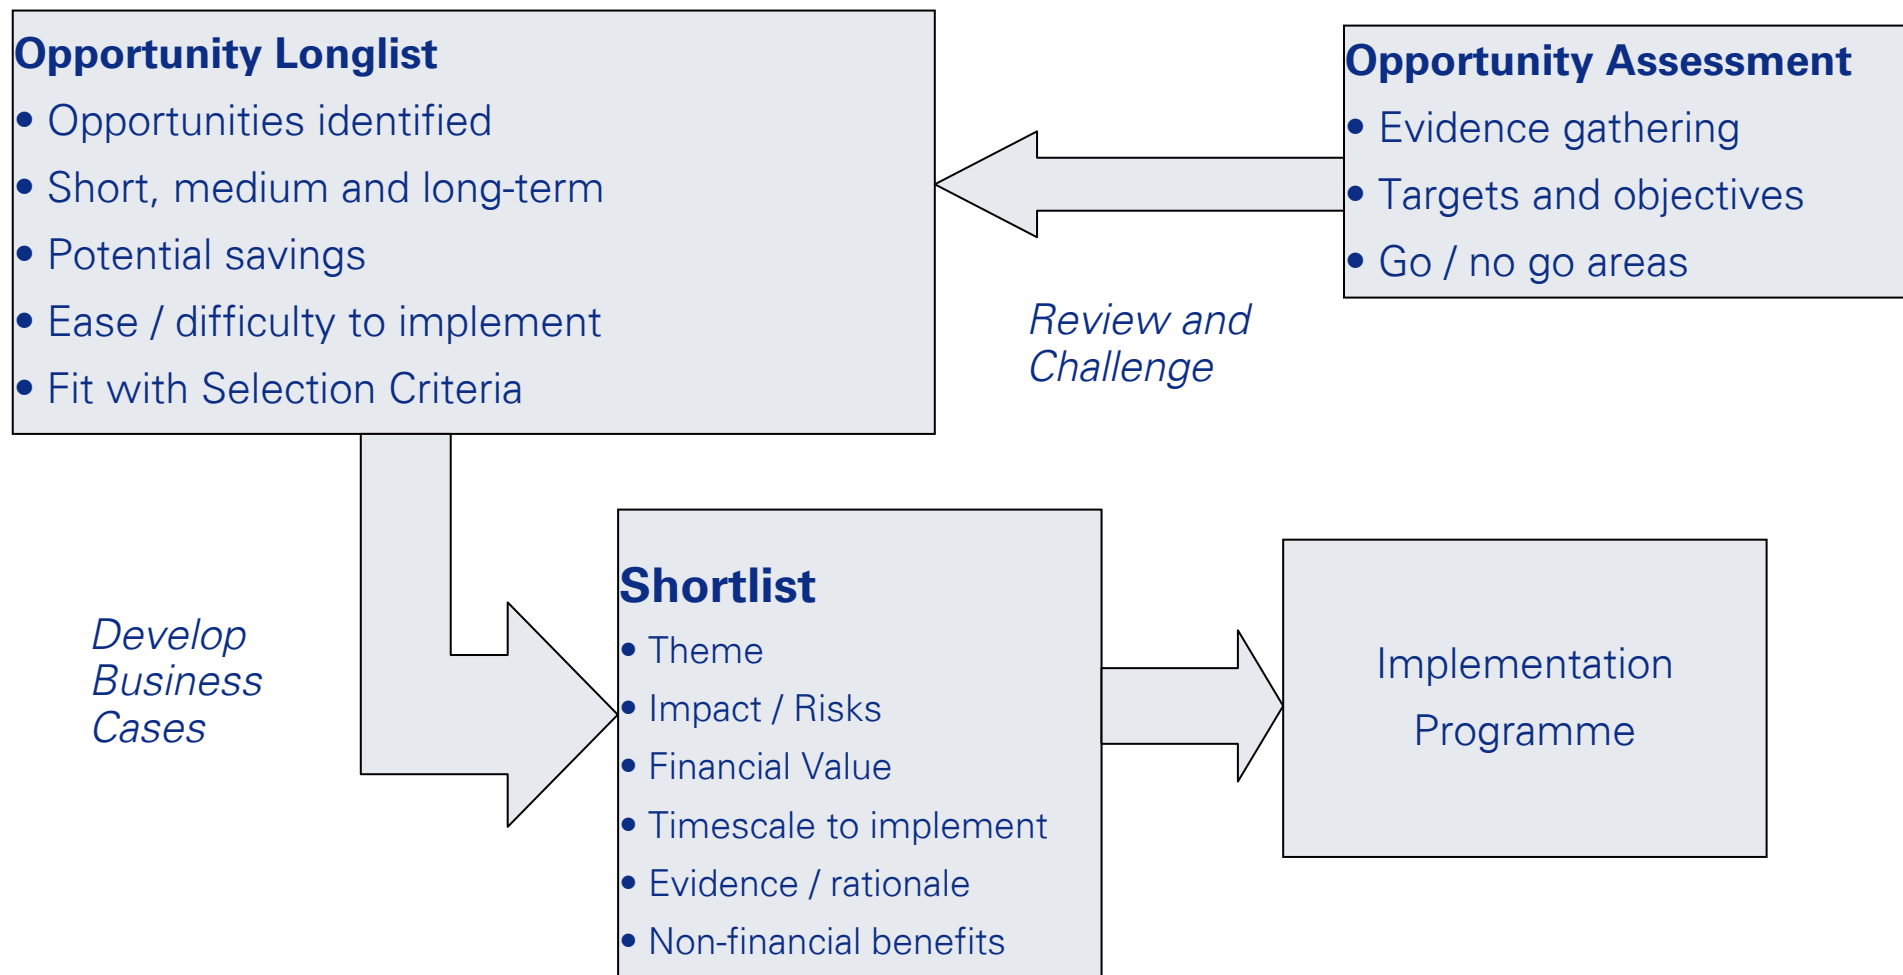 Opportunity Longlist
• Opportunities identified
• Short, medium and long-term
• Potential savings
• Ease / difficulty to implement
• Fit with Selection Criteria
Opportunity Assessment
• Evidence gathering
• Targets and objectives
• Go / no go areas
Review and
Challenge
Develop
Business
Cases
Shortlist
• Theme
• Impact / Risks
• Financial Value
• Timescale to implement
• Evidence / rationale
• Non-financial benefits
Implementation
Programme